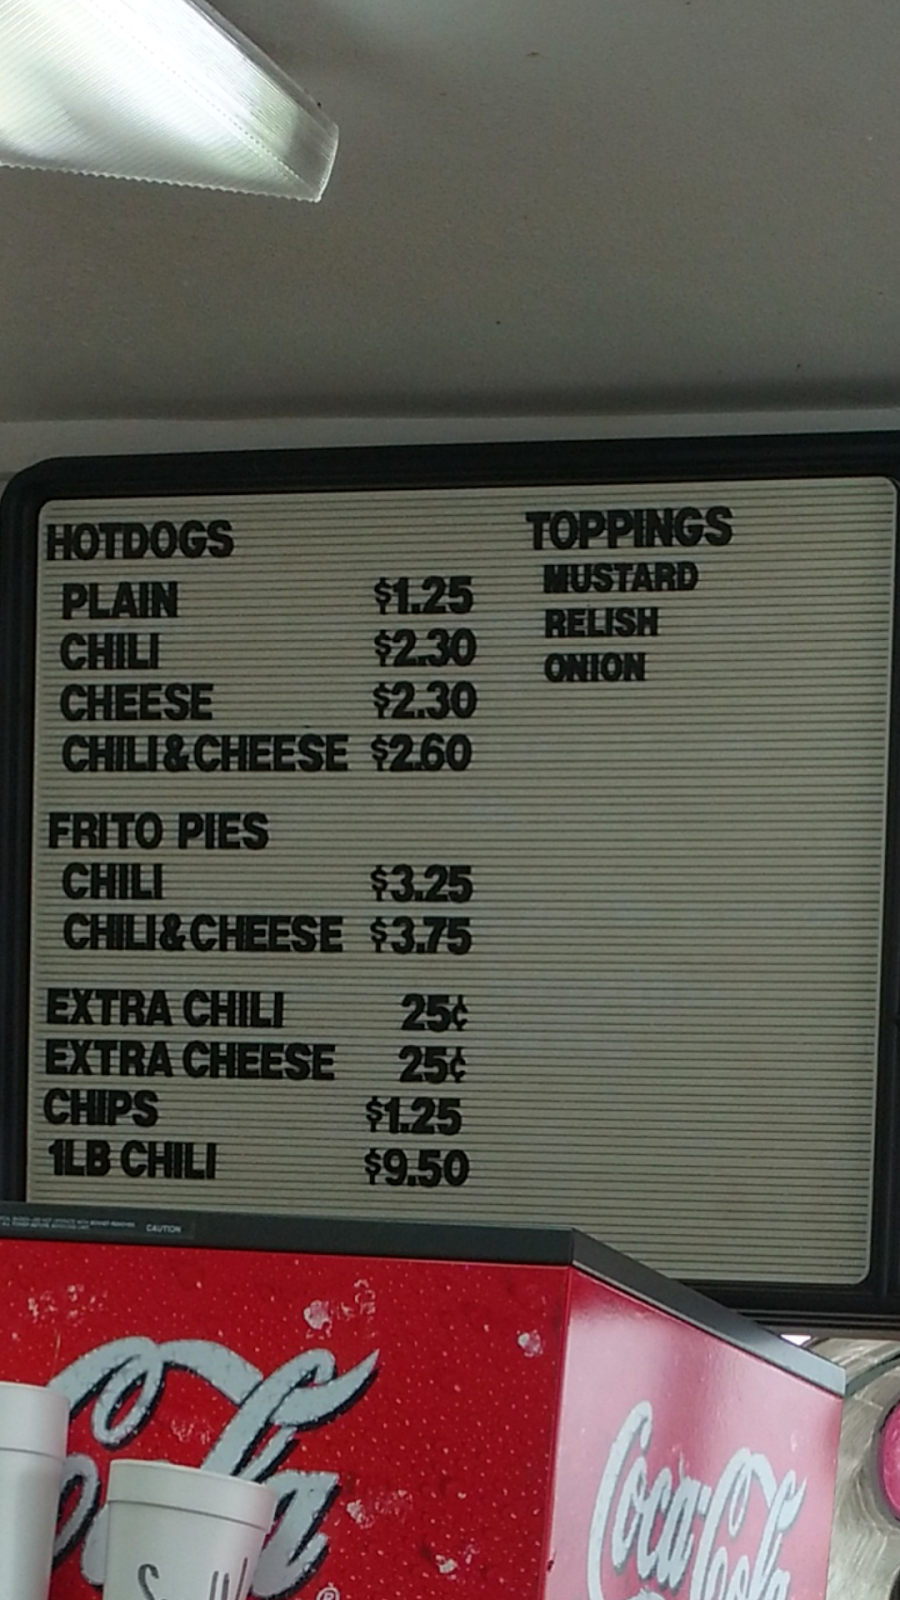 HOTDOGS
PLAIN $1.25
CHILI $2.30
CHEESE $2.30
CHILI&CHEESE $2.60
FRITO PIES
CHILI $3.25
CHILI&CHEESE $3.75
EXTRA CHILI 25¢
EXTRA CHEESE 25¢
CHIPS $1.25
1LB CHILI $9.50
TOPPINGS
MUSTARD
RELISH
ONION
CAUTION
Cola
Coca-Cola